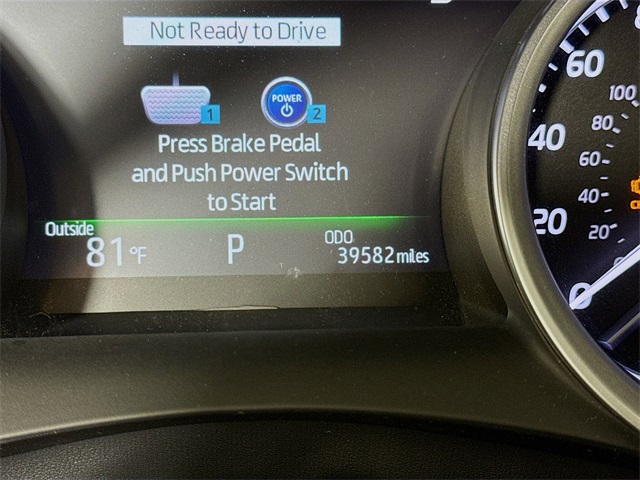 Not Ready to Drive
POWER
1
2
Press Brake Pedal
and Push Power Switch
to Start
Outside
81°F
P
ODO
39582 miles
60
40
20
0
100
80
60
40
20